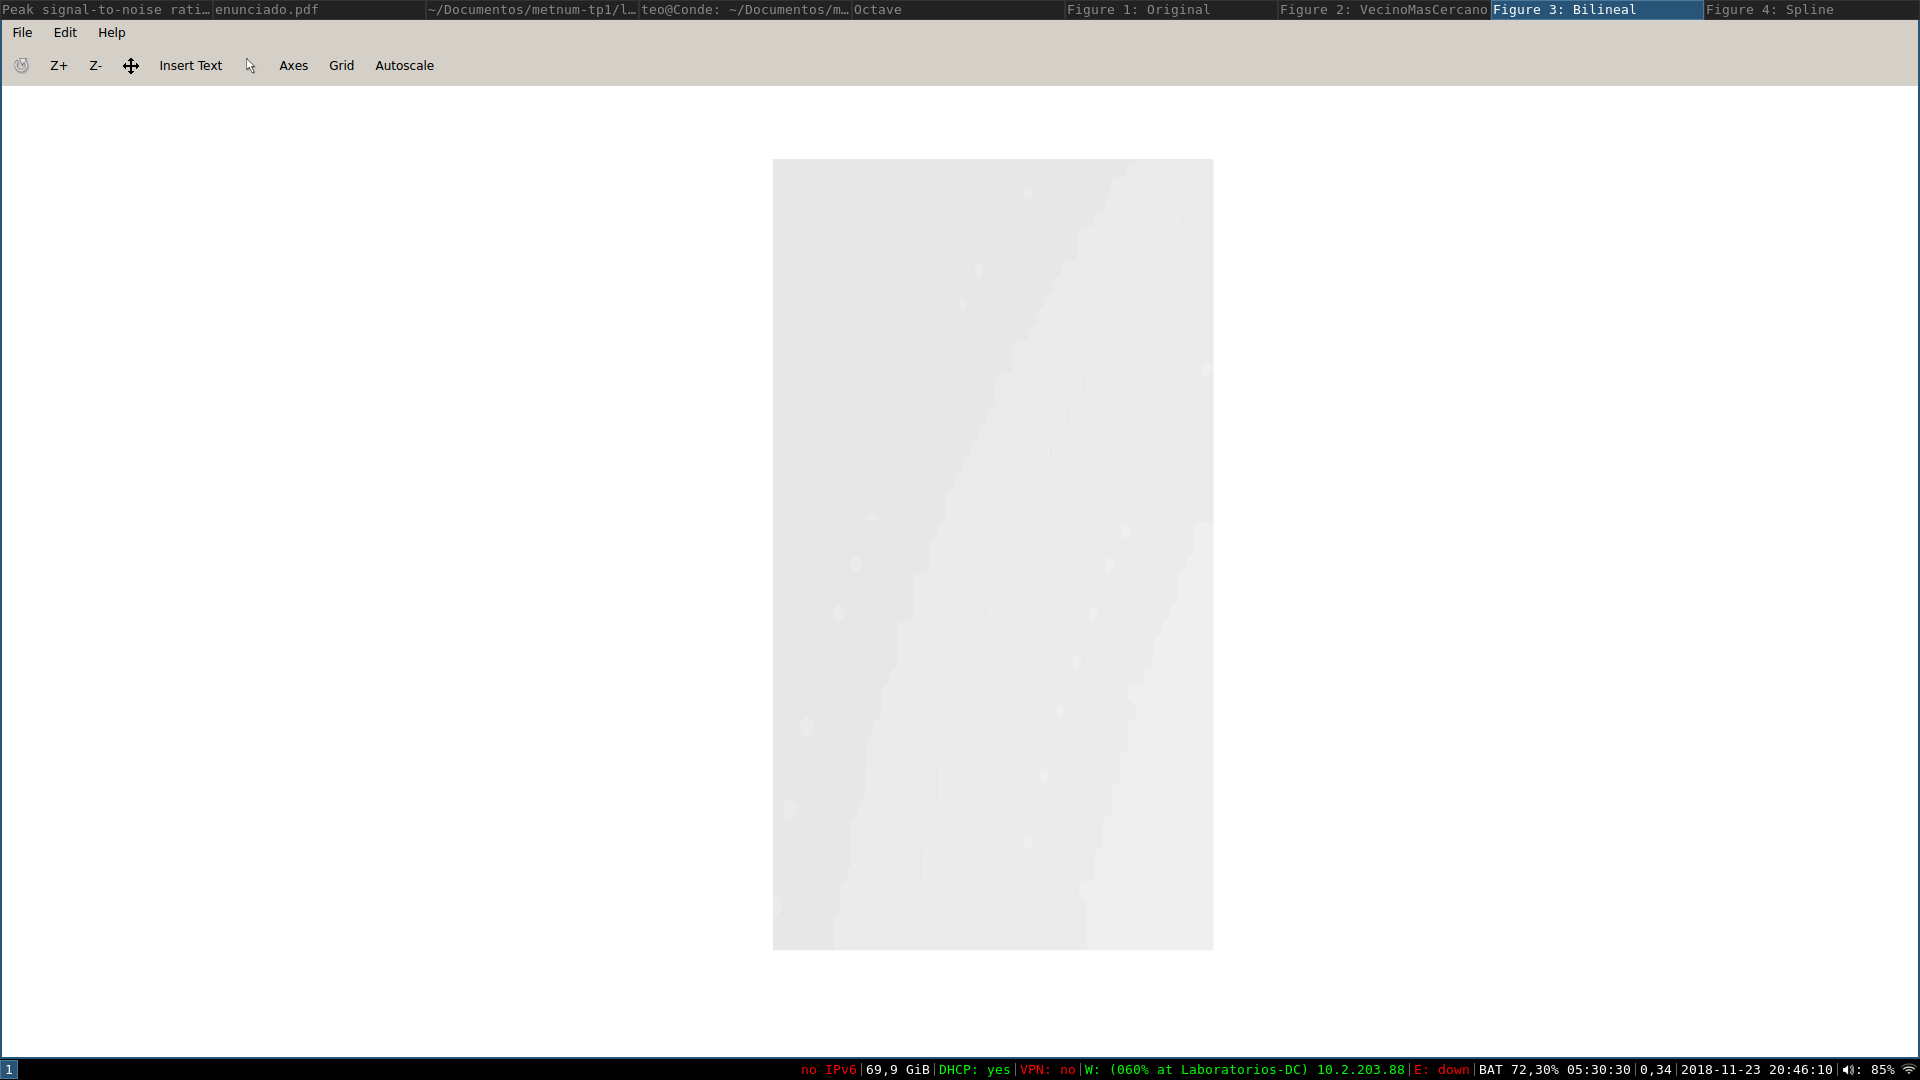 Peak signal-to-noise rati… enunciado.pdf ~/Documentos/metnum-tp1/l… teo@Conde: ~/Documentos/m… Octave Figure 1: Original Figure 2: VecinoMasCercano Figure 3: Bilineal Figure 4: Spline
File Edit Help
Z+ Z- Insert Text Axes Grid Autoscale
1 no IPv6|69,9 GiB|DHCP: yes|VPN: no|W: (060% at Laboratorios-DC) 10.2.203.88|E: down|BAT 72,30% 05:30:30|0,34|2018-11-23 20:46:10|: 85%